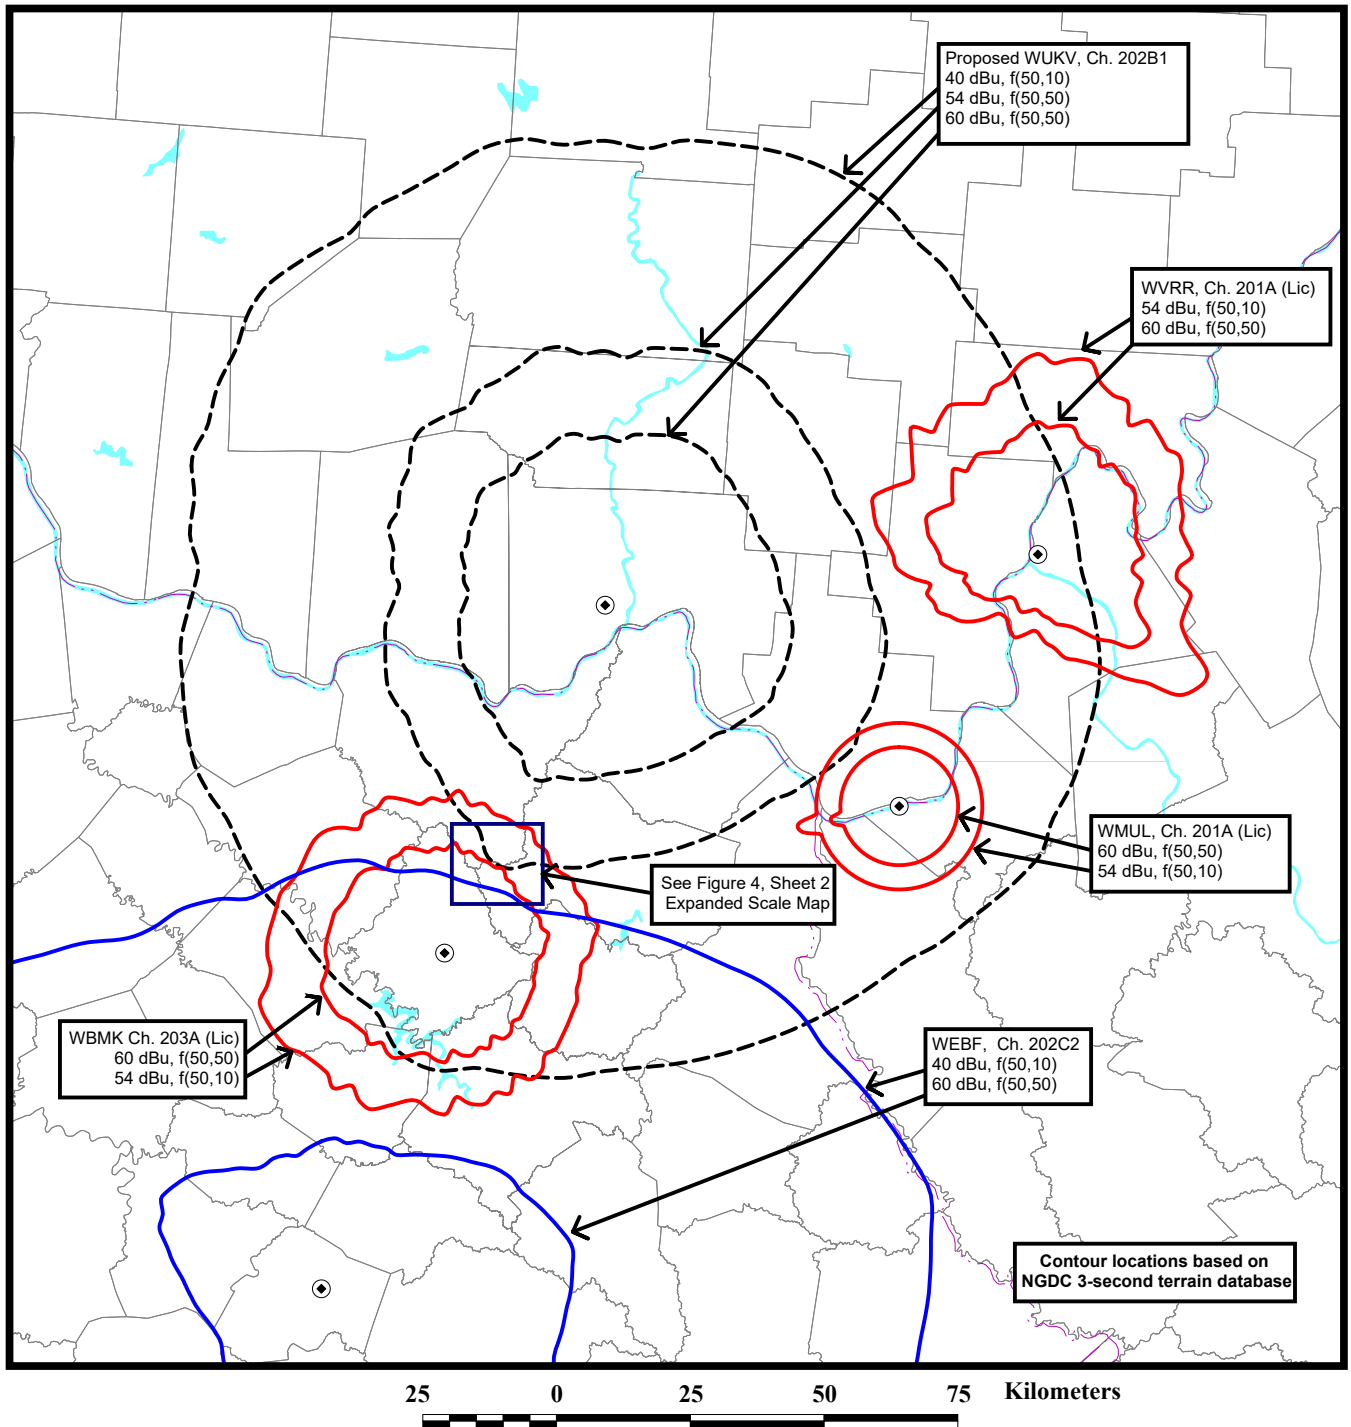 Proposed WUKV, Ch. 202B1
40 dBu, f(50,10)
54 dBu, f(50,50)
60 dBu, f(50,50)
WVRR, Ch. 201A (Lic)
54 dBu, f(50,10)
60 dBu, f(50,50)
WMUL, Ch. 201A (Lic)
60 dBu, f(50,50)
54 dBu, f(50,10)
See Figure 4, Sheet 2
Expanded Scale Map
WBMK Ch. 203A (Lic)
60 dBu, f(50,50)
54 dBu, f(50,10)
WEBF, Ch. 202C2
40 dBu, f(50,10)
60 dBu, f(50,50)
Contour locations based on
NGDC 3-second terrain database
25 0 25 50 75 Kilometers